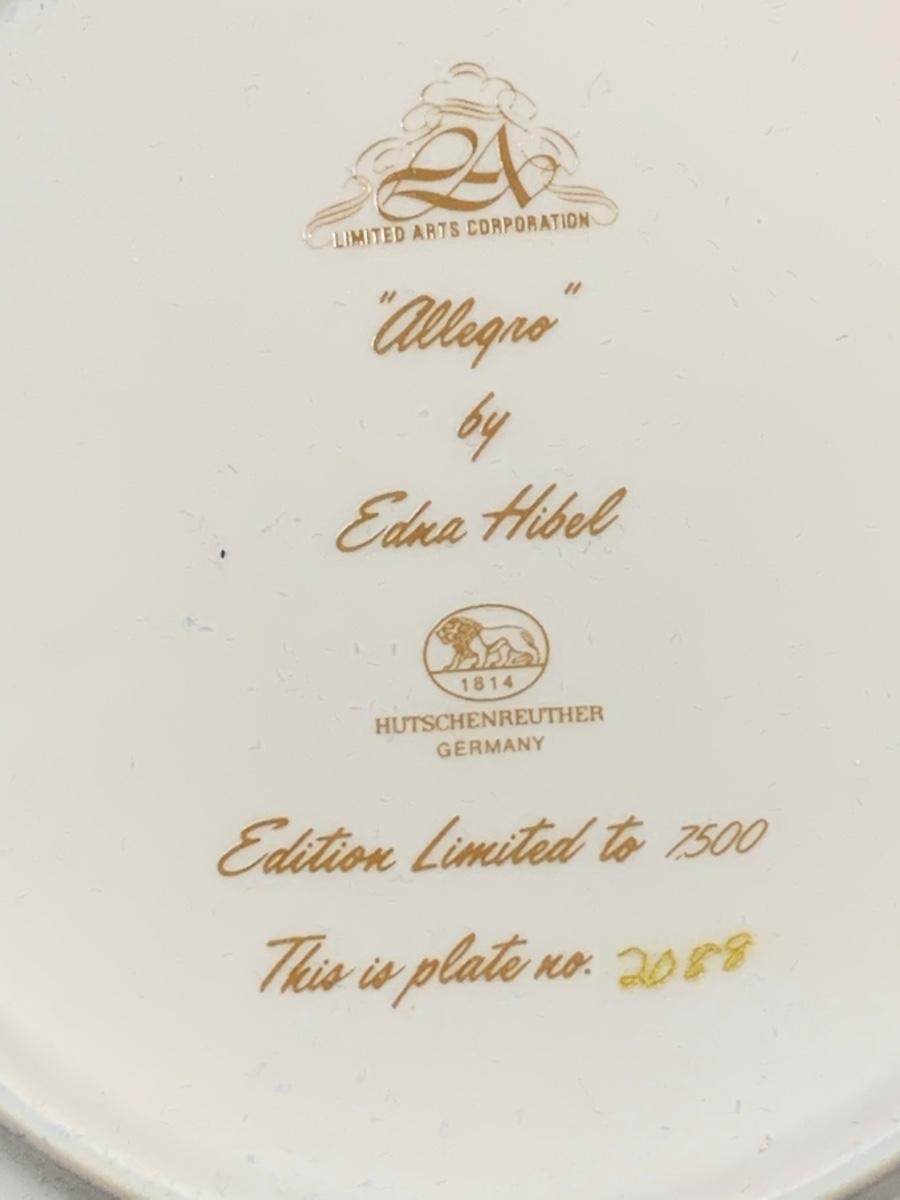 LA
LIMITED ARTS CORPORATION
"Allegro"
by
Edna Hibel
1814
HUTSCHENREUTHER
GERMANY
Edition Limited to 7,500
This is plate no. 2088